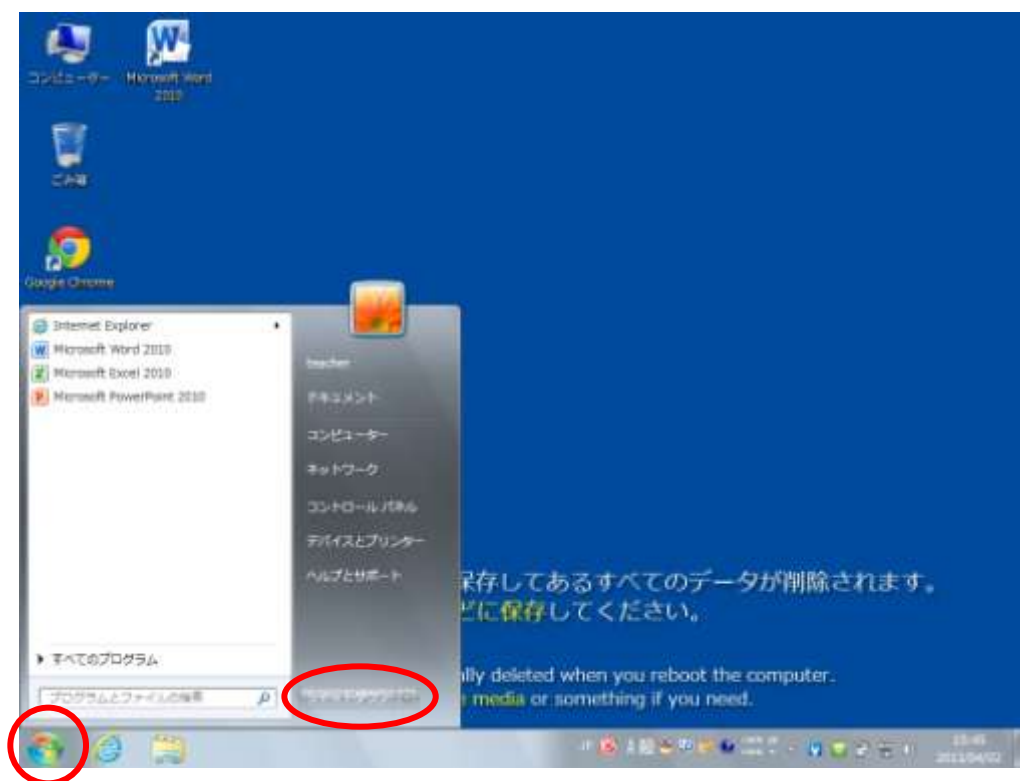 コンピューター
Microsoft Word
2010
ごみ箱
Google Chrome
Internet Explorer
Microsoft Word 2010
Microsoft Excel 2010
Microsoft PowerPoint 2010
すべてのプログラム
プログラムとファイルの検索
teacher
ドキュメント
コンピューター
ネットワーク
コントロール パネル
デバイスとプリンター
ヘルプとサポート
保存してあるすべてのデータが削除されます。
どに保存してください。
lly deleted when you reboot the computer.
media or something if you need.